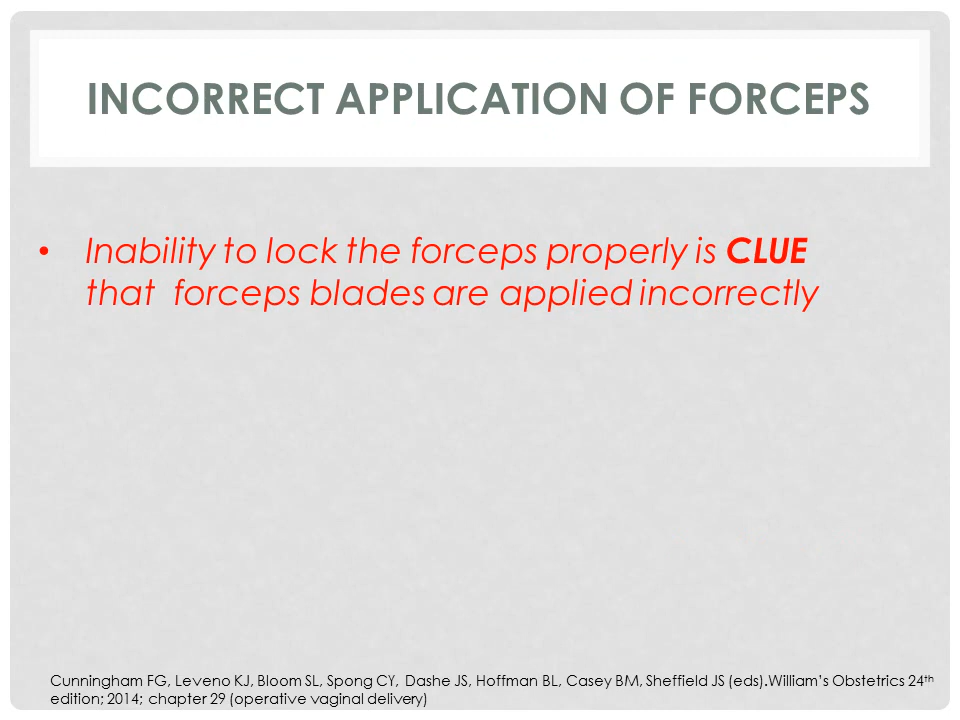 INCORRECT APPLICATION OF FORCEPS
• Inability to lock the forceps properly is CLUE
that forceps blades are applied incorrectly
Cunningham FG, Leveno KJ, Bloom SL, Spong CY, Dashe JS, Hoffman BL, Casey BM, Sheffield JS (eds).William's Obstetrics 24th
edition; 2014; chapter 29 (operative vaginal delivery)